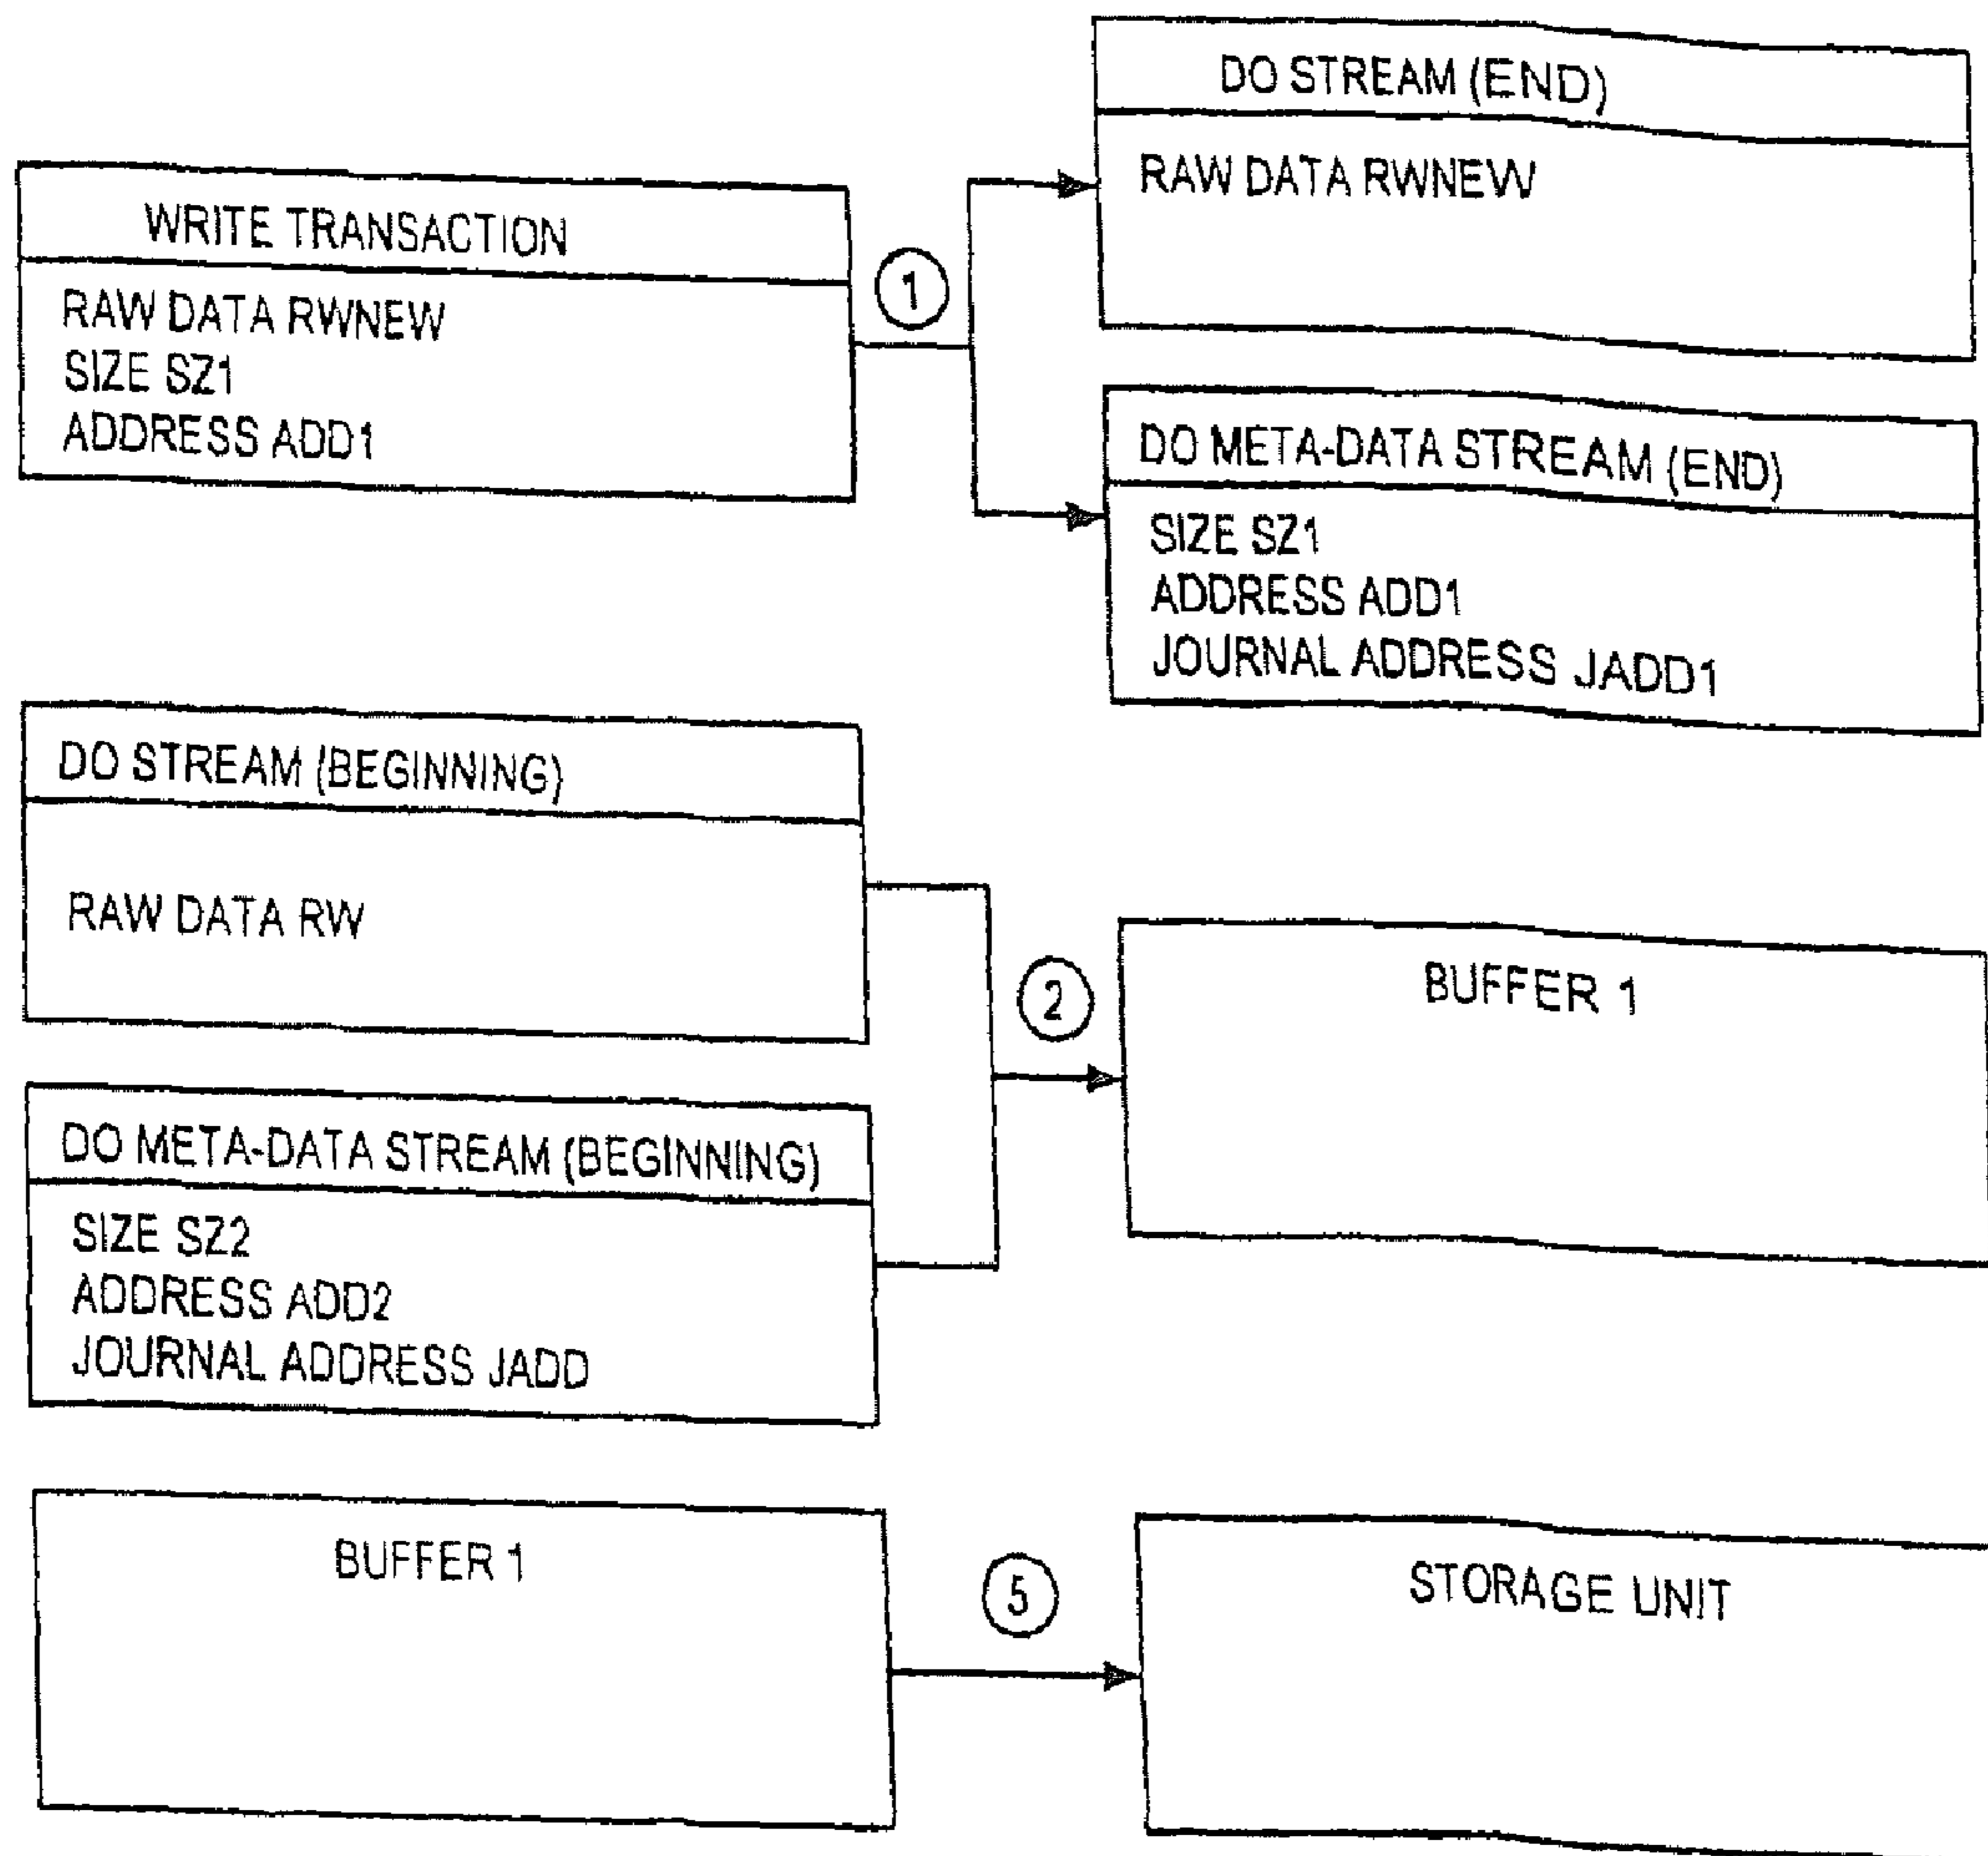 DO STREAM (END)
RAW DATA RWNEW
WRITE TRANSACTION
RAW DATA RWNEW
SIZE SZ1
ADDRESS ADD1
1
DO META-DATA STREAM (END)
SIZE SZ1
ADDRESS ADD1
JOURNAL ADDRESS JADD1
DO STREAM (BEGINNING)
RAW DATA RW
2
BUFFER 1
DO META-DATA STREAM (BEGINNING)
SIZE SZ2
ADDRESS ADD2
JOURNAL ADDRESS JADD
BUFFER 1
5
STORAGE UNIT